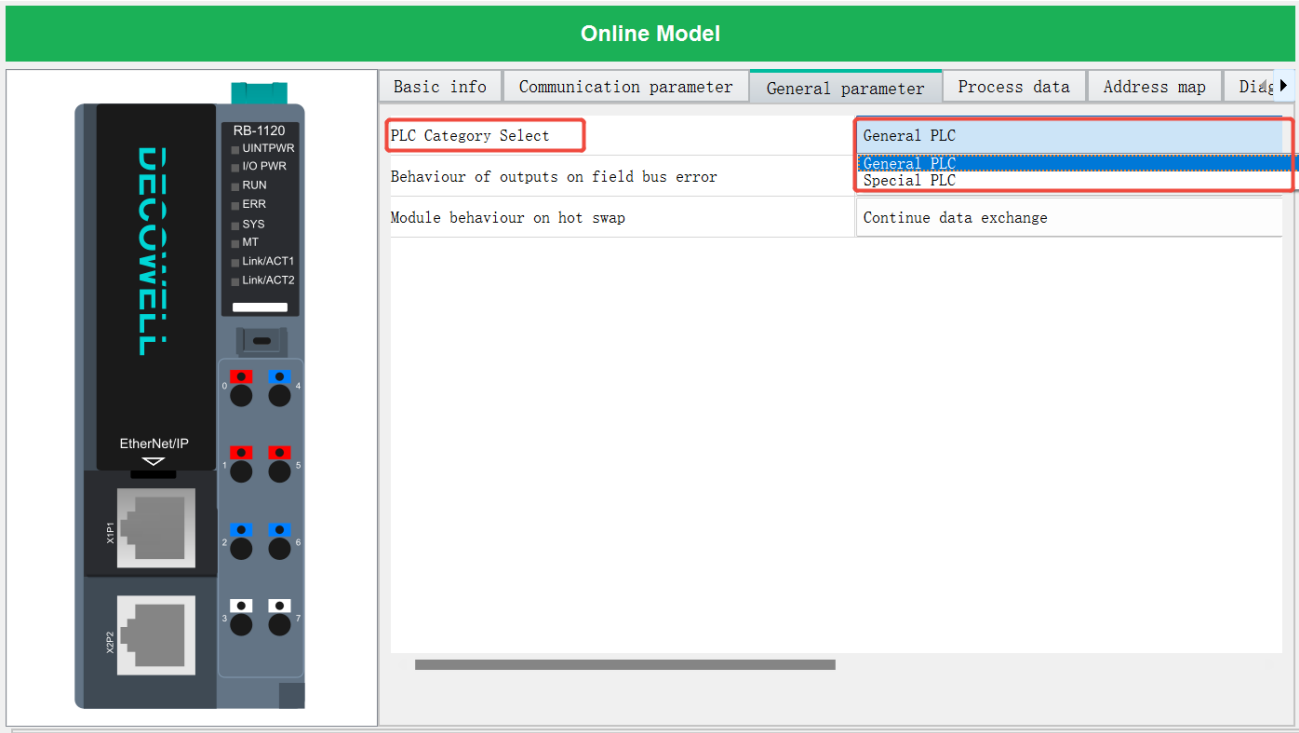 Online Model
Basic info
Communication parameter
General parameter
Process data
Address map
PLC Category Select
General PLC
General PLC
Special PLC
Behaviour of outputs on field bus error
Module behaviour on hot swap
Continue data exchange
DECOWELL
RB-1120
UINTPWR
I/O PWR
RUN
ERR
SYS
MT
Link/ACT1
Link/ACT2
0 4
1 5
2 6
3 7
EtherNet/IP
X1P1
X2P2